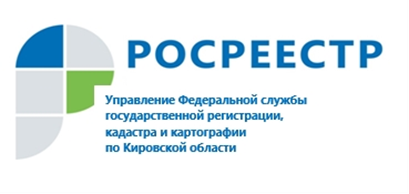 РОСРЕЕСТР
Управление Федеральной службы
государственной регистрации,
кадастра и картографии
по Кировской области